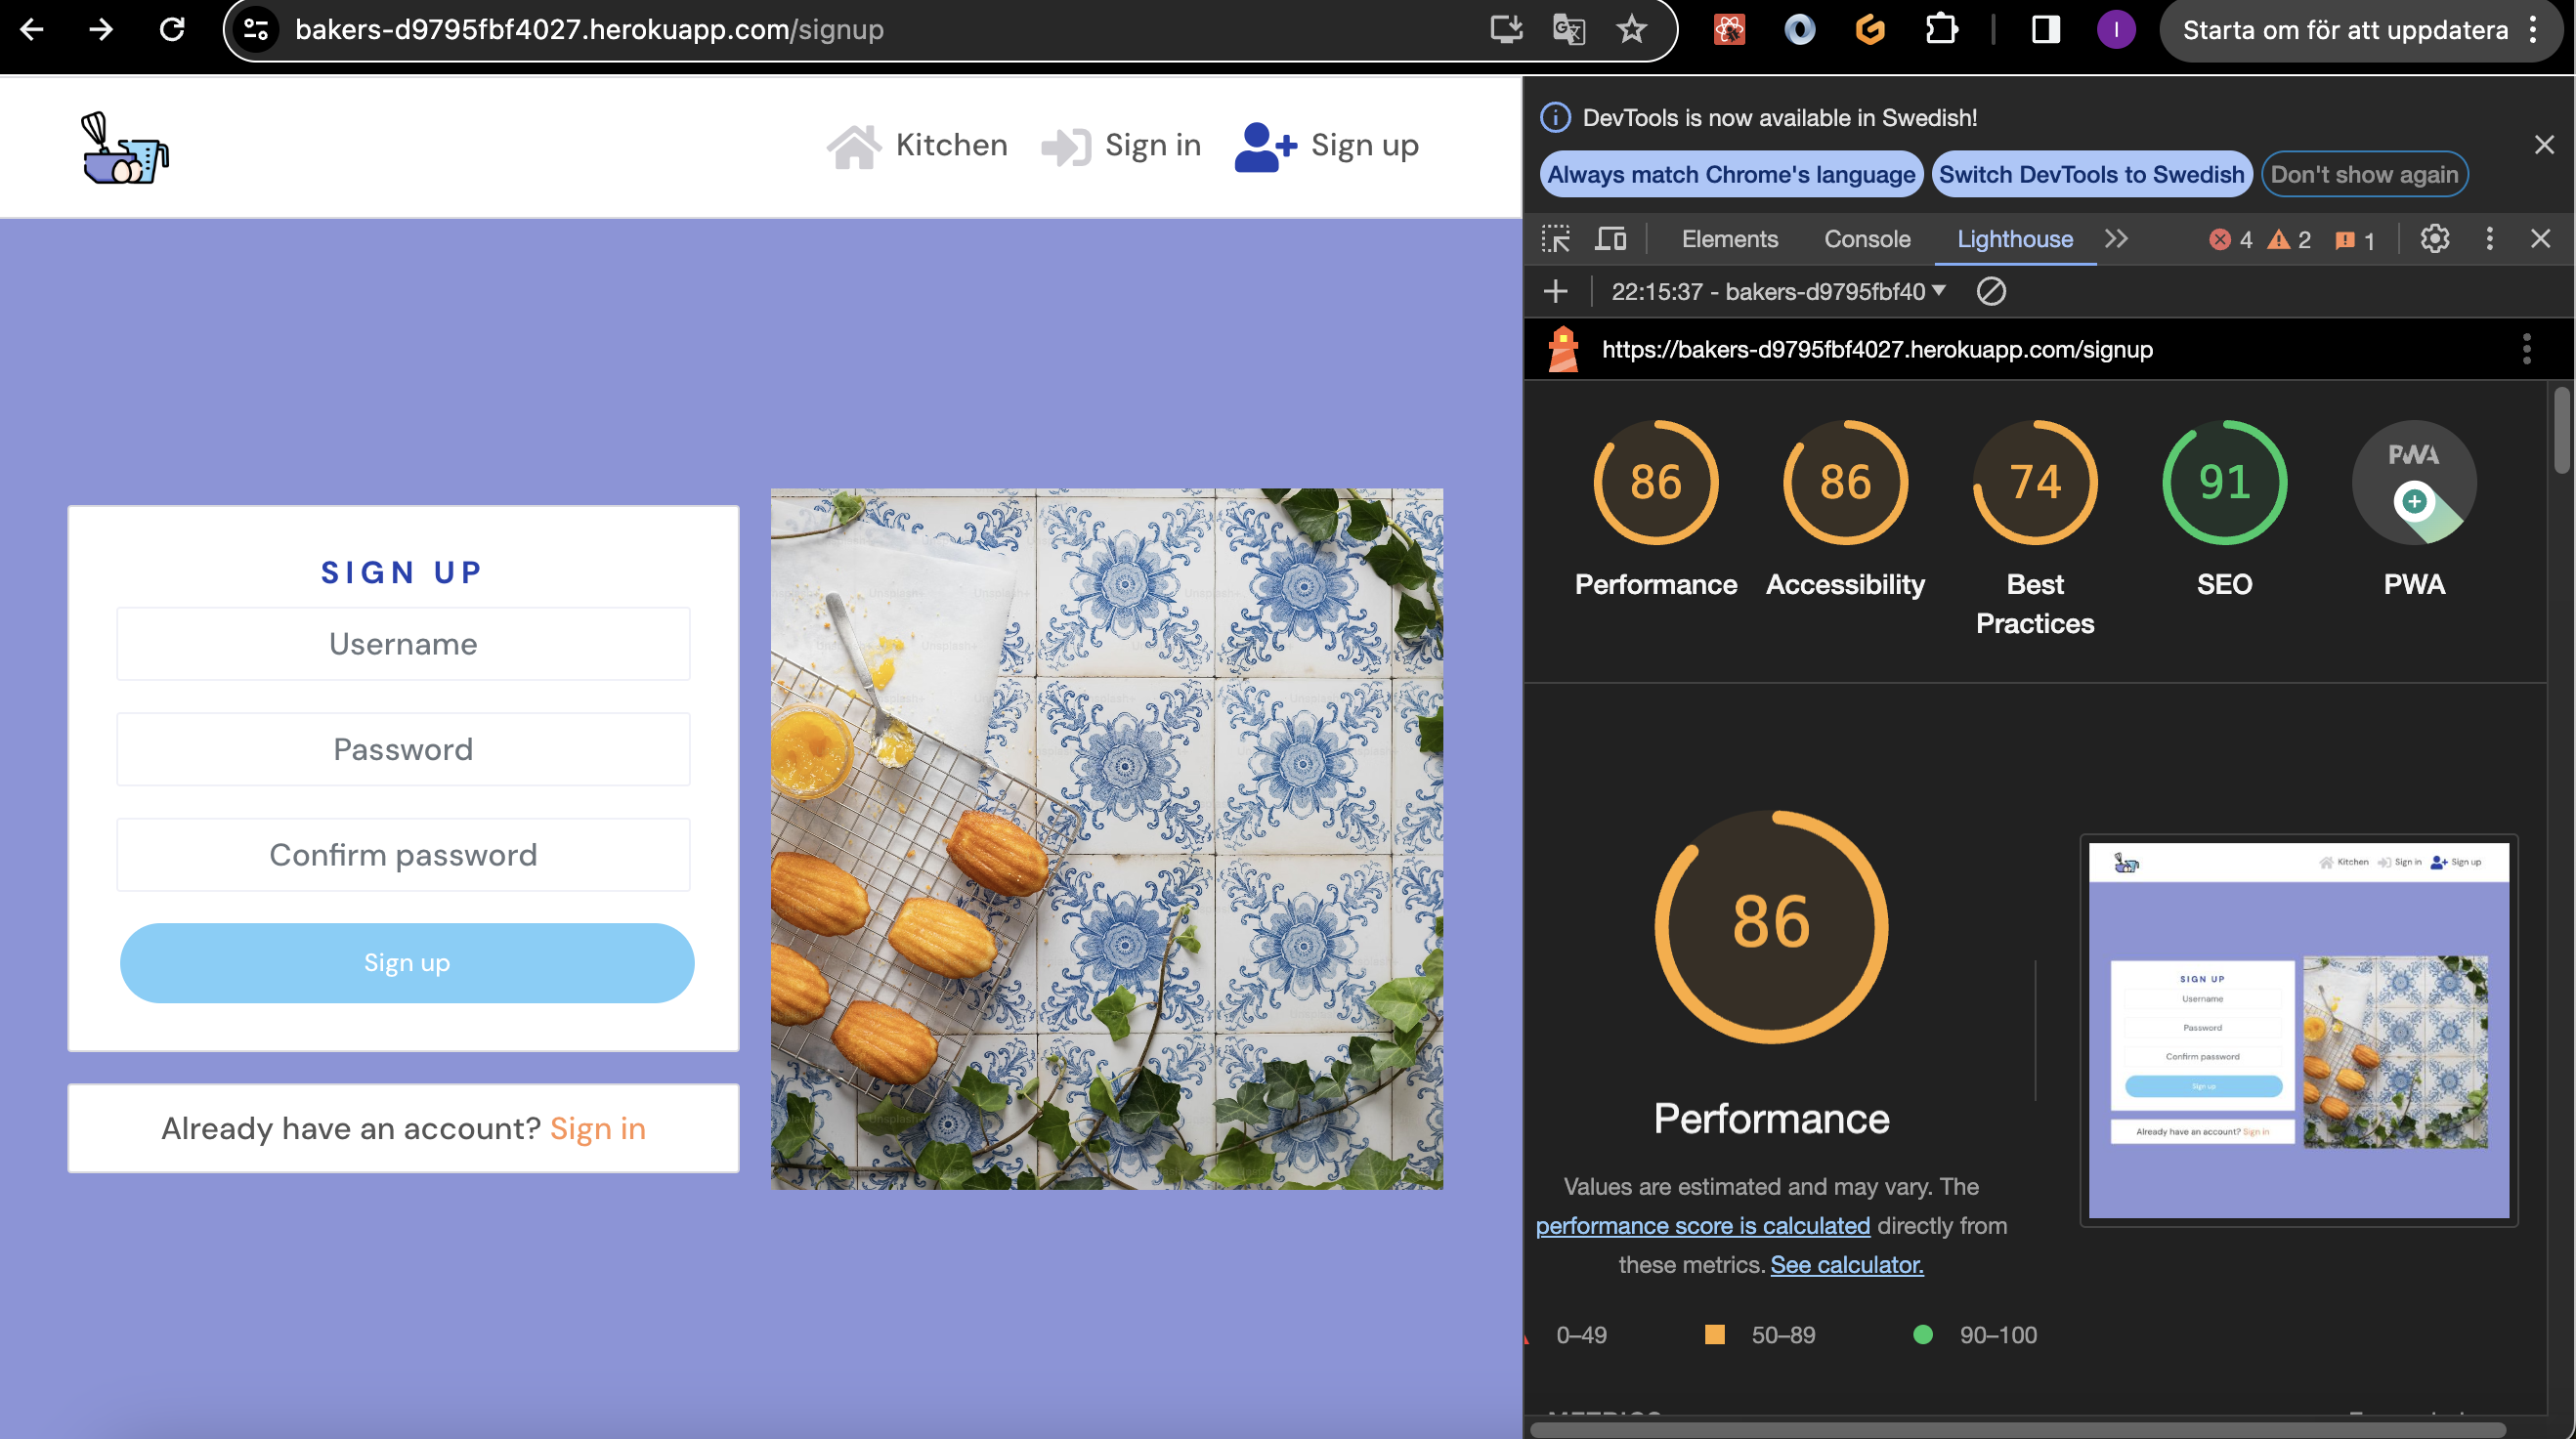 bakers-d9795fbf4027.herokuapp.com/signup
I
Starta om för att uppdatera
Kitchen
Sign in
Sign up
SIGN UP
Username
Password
Confirm password
Sign up
Already have an account? Sign in
Unsplash+
DevTools is now available in Swedish!
Always match Chrome's language
Switch DevTools to Swedish
Don't show again
Elements
Console
Lighthouse
4
2
1
22:15:37 - bakers-d9795fbf40
https://bakers-d9795fbf4027.herokuapp.com/signup
86
Performance
86
Accessibility
74
Best
Practices
91
SEO
PWA
PWA
86
Performance
Values are estimated and may vary. The
performance score is calculated directly from
these metrics. See calculator.
0–49
50–89
90–100
Kitchen
Sign in
Sign up
SIGN UP
Username
Password
Confirm password
Sign up
Already have an account? Sign in
METRICS